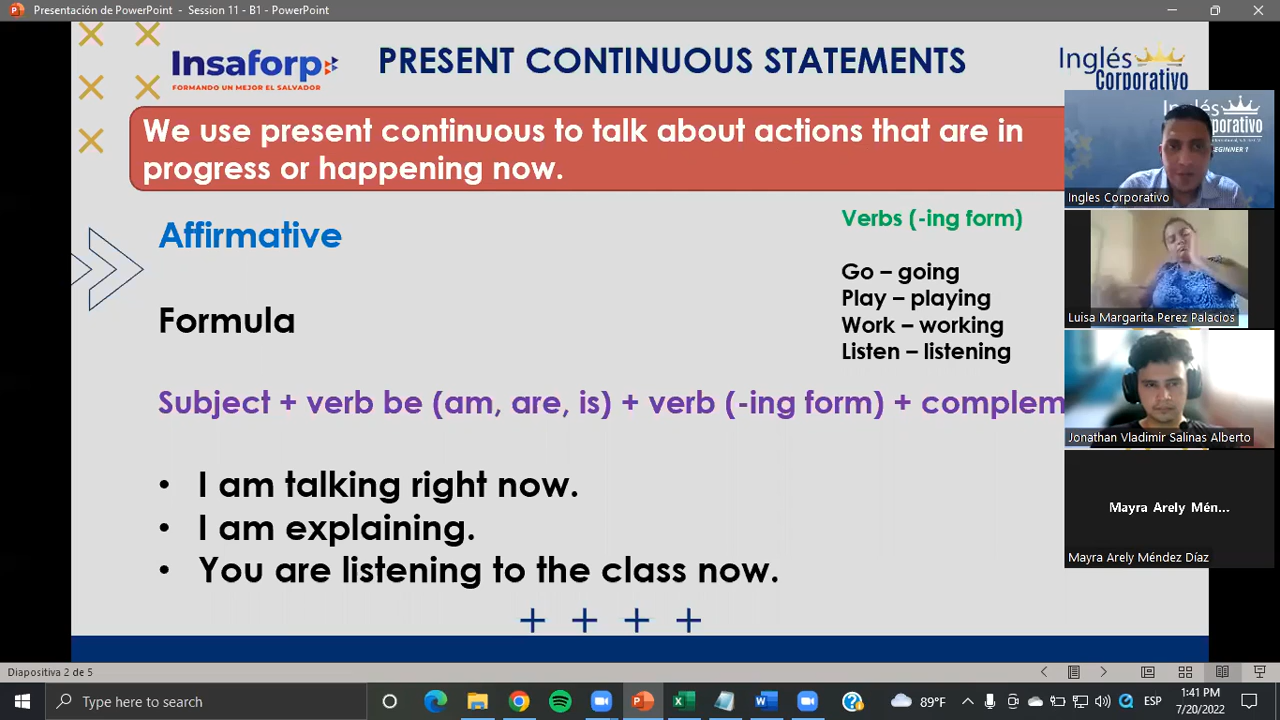 Presentación de PowerPoint - Session 11 - B1 - PowerPoint
Insaforp
FORMANDO UN MEJOR EL SALVADOR
PRESENT CONTINUOUS STATEMENTS
Inglés
Corporativo
We use present continuous to talk about actions that are in
progress or happening now.
Affirmative
Verbs (-ing form)
Go – going
Play – playing
Work – working
Listen – listening
Formula
Subject + verb be (am, are, is) + verb (-ing form) + complem
• I am talking right now.
• I am explaining.
• You are listening to the class now.
Inglés
porativo
BEGINNER 1
Ingles Corporativo
Luisa Margarita Perez Palacios
Jonathan Vladimir Salinas Alberto
Mayra Arely Mén...
Mayra Arely Méndez Díaz
Diapositiva 2 de 5
Type here to search
89°F
ESP
1:41 PM
7/20/2022